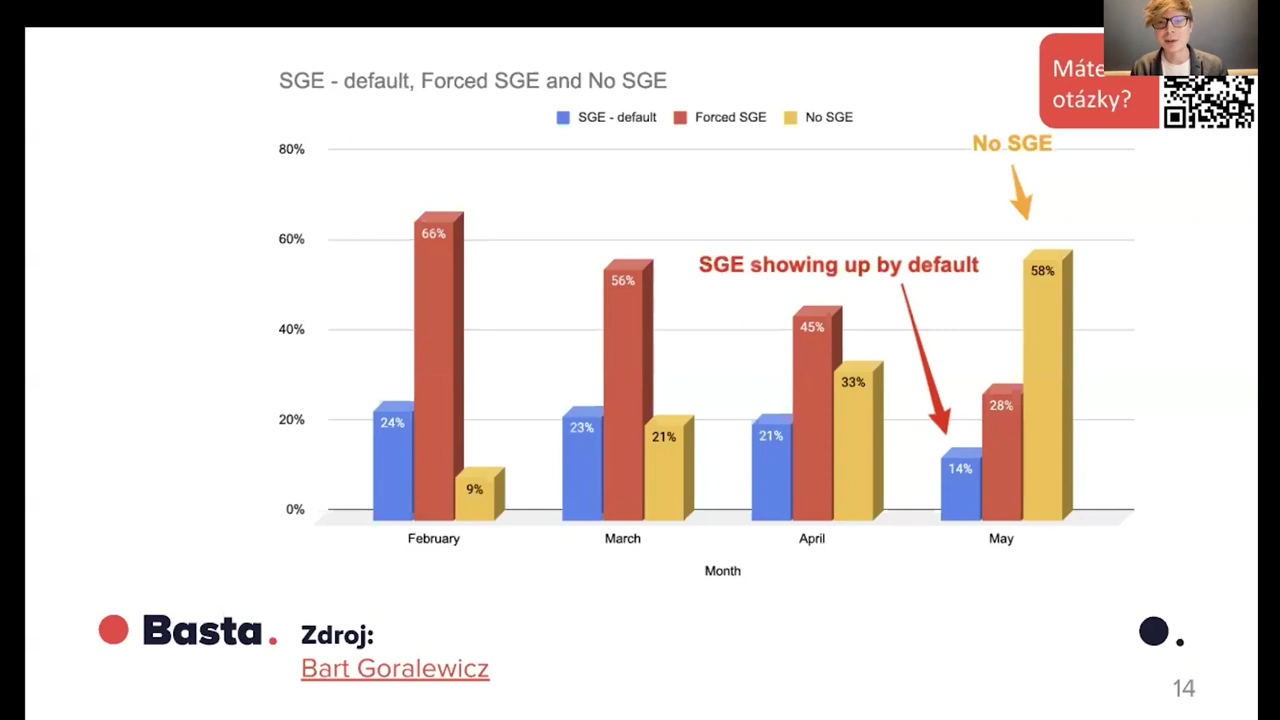 SGE - default, Forced SGE and No SGE
Máte
otázky?
SGE - default
Forced SGE
No SGE
No SGE
80%
60%
40%
20%
0%
SGE showing up by default
24%
66%
9%
23%
56%
21%
21%
45%
33%
14%
28%
58%
February
March
April
May
Month
Basta.
Zdroj:
Bart Goralewicz
14